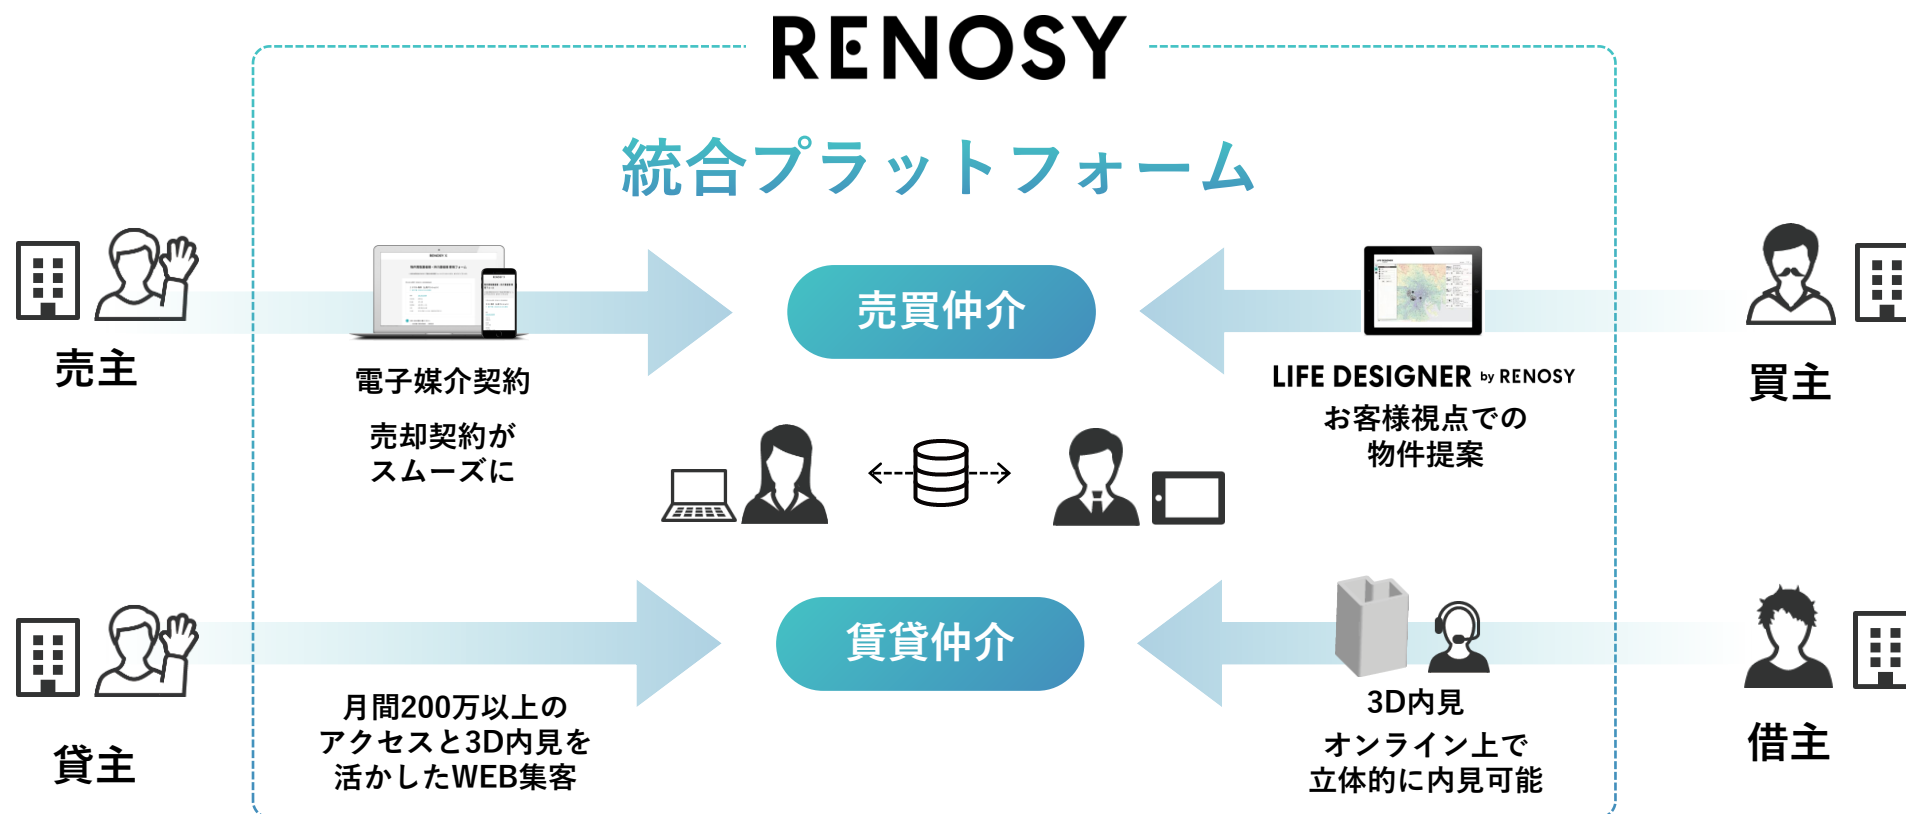 RENOSY
統合プラットフォーム
売主
電子媒介契約
売却契約が
スムーズに
売買仲介
LIFE DESIGNER by RENOSY
お客様視点での
物件提案
買主
貸主
月間200万以上の
アクセスと3D内見を
活かしたWEB集客
賃貸仲介
3D内見
オンライン上で
立体的に内見可能
借主